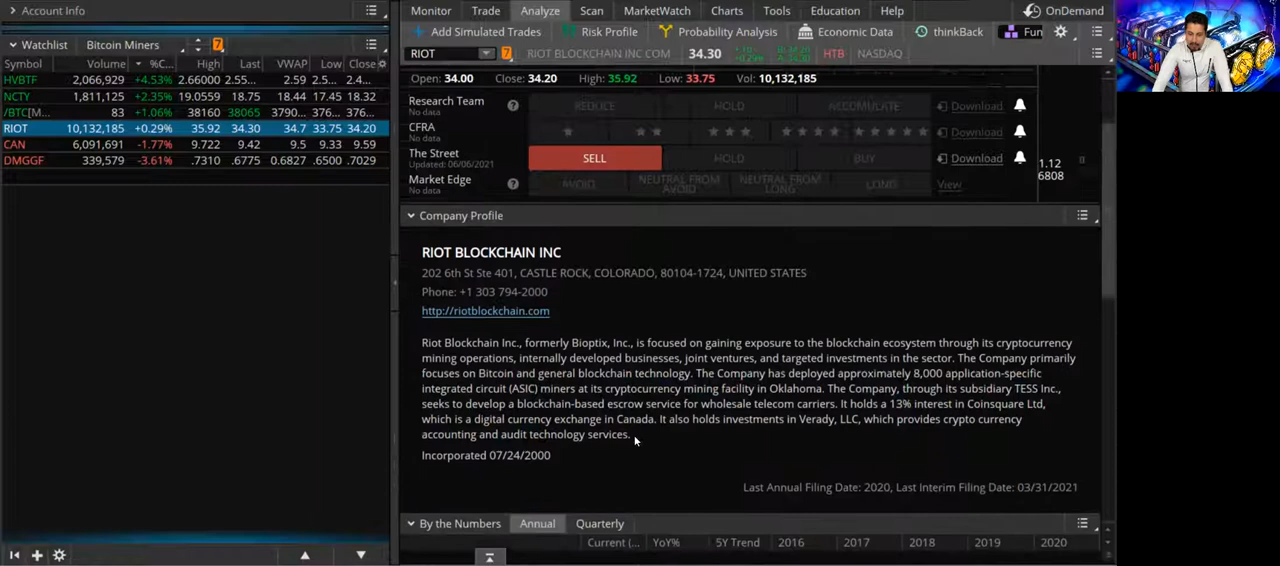 Account Info
Monitor Trade Analyze Scan MarketWatch Charts Tools Education Help OnDemand
Add Simulated Trades Risk Profile Probability Analysis Economic Data thinkBack Fun
Watchlist Bitcoin Miners 7
RIOT 7 RIOT BLOCKCHAIN INC COM 34.30 HTB NASDAQ
Symbol Volume %C... High Last VWAP Low Close
HVBTF 2,066,929 +4.53% 2.66000 2.55... 2.59 2.5... 2.4...
NCTY 1,811,125 +2.35% 19.0559 18.75 18.44 17.45 18.32
/BTC[M... 83 +1.06% 38160 38065 3790... 376... 376...
RIOT 10,132,185 +0.29% 35.92 34.30 34.7 33.75 34.20
CAN 6,091,691 -1.77% 9.722 9.42 9.5 9.33 9.59
DMGGF 339,579 -3.61% .7310 .6775 0.6827 .6500 .7029
Open: 34.00 Close: 34.20 High: 35.92 Low: 33.75 Vol: 10,132,185
Research Team ? REDUCE HOLD ACCUMULATE Download
No data
CFRA Download
No data
The Street SELL HOLD BUY Download
Updated: 06/06/2021
1.12
6808
Market Edge ? AVOID NEUTRAL FROM AVOID NEUTRAL FROM LONG LONG View
No data
Company Profile
RIOT BLOCKCHAIN INC
202 6th St Ste 401, CASTLE ROCK, COLORADO, 80104-1724, UNITED STATES
Phone: +1 303 794-2000
http://riotblockchain.com
Riot Blockchain Inc., formerly Bioptix, Inc., is focused on gaining exposure to the blockchain ecosystem through its cryptocurrency
mining operations, internally developed businesses, joint ventures, and targeted investments in the sector. The Company primarily
focuses on Bitcoin and general blockchain technology. The Company has deployed approximately 8,000 application-specific
integrated circuit (ASIC) miners at its cryptocurrency mining facility in Oklahoma. The Company, through its subsidiary TESS Inc.,
seeks to develop a blockchain-based escrow service for wholesale telecom carriers. It holds a 13% interest in Coinsquare Ltd,
which is a digital currency exchange in Canada. It also holds investments in Verady, LLC, which provides crypto currency
accounting and audit technology services.
Incorporated 07/24/2000
Last Annual Filing Date: 2020, Last Interim Filing Date: 03/31/2021
By the Numbers Annual Quarterly
Current (... YoY% 5Y Trend 2016 2017 2018 2019 2020